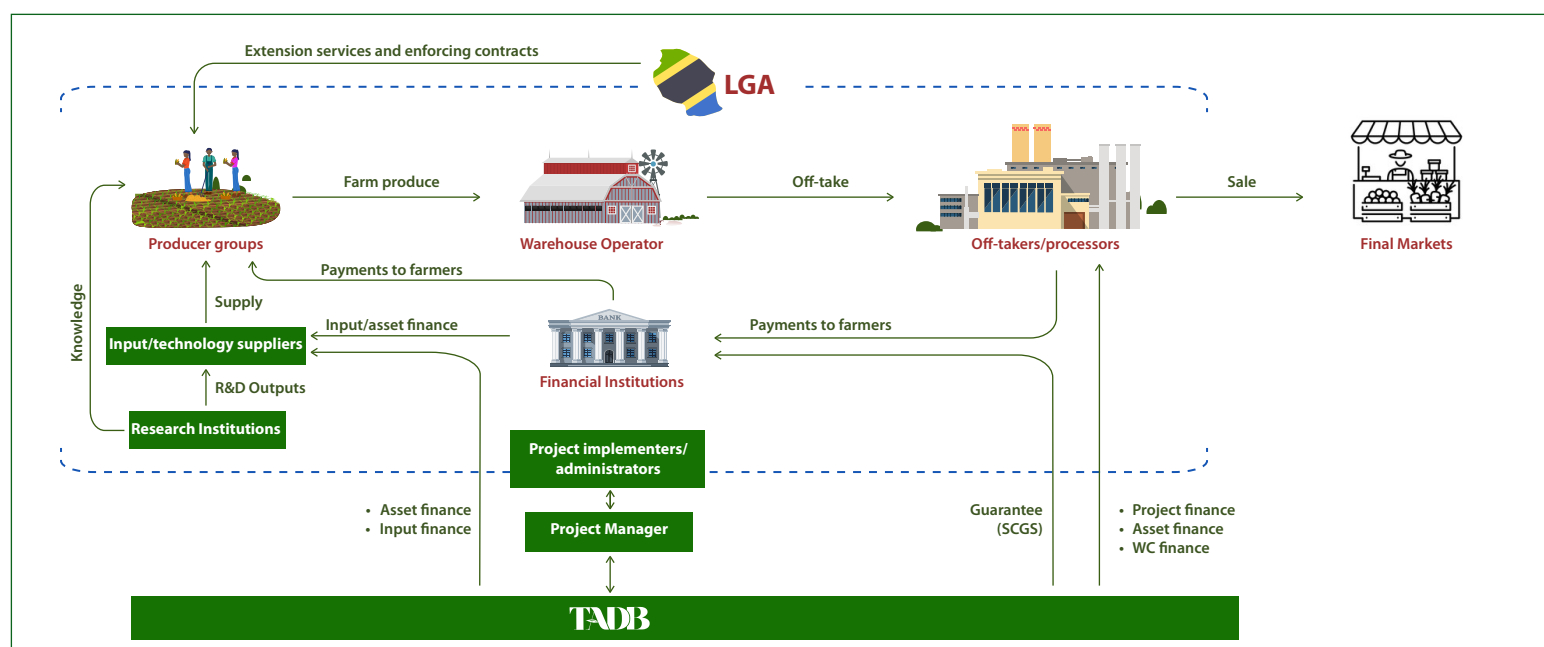 Extension services and enforcing contracts
LGA
Farm produce
Off-take
Sale
Producer groups
Warehouse Operator
Off-takers/processors
Final Markets
Payments to farmers
Knowledge
Supply
BANK
Input/asset finance
Payments to farmers
Input/technology suppliers
Financial Institutions
R&D Outputs
Research Institutions
Project implementers/
administrators
• Asset finance
• Input finance
Project Manager
Guarantee
(SCGS)
• Project finance
• Asset finance
• WC finance
TADB